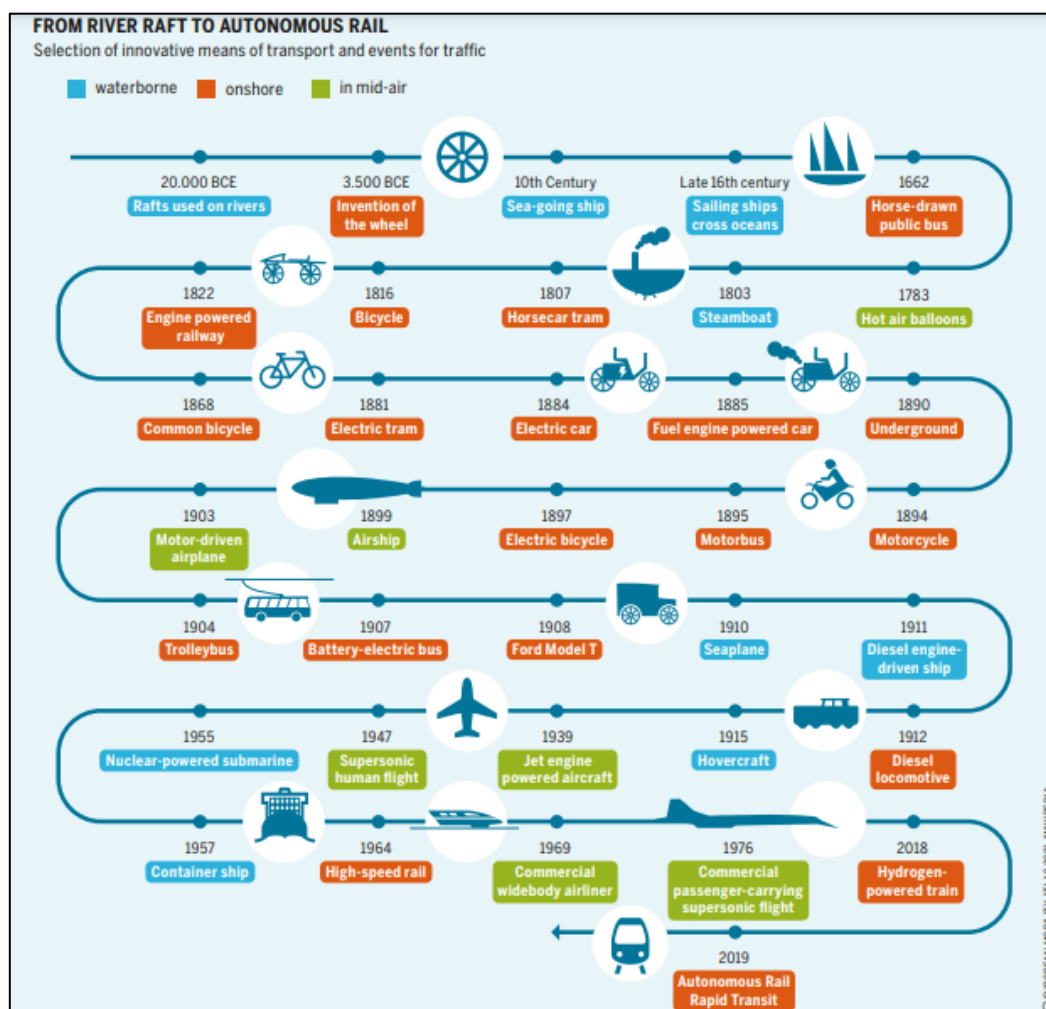 FROM RIVER RAFT TO AUTONOMOUS RAIL
Selection of innovative means of transport and events for traffic
waterborne
onshore
in mid-air
20.000 BCE
Rafts used on rivers
3.500 BCE
Invention of
the wheel
10th Century
Sea-going ship
Late 16th century
Sailing ships
cross oceans
1662
Horse-drawn
public bus
1822
Engine powered
railway
1816
Bicycle
1807
Horsecar tram
1803
Steamboat
1783
Hot air balloons
1868
Common bicycle
1881
Electric tram
1884
Electric car
1885
Fuel engine powered car
1890
Underground
1903
Motor-driven
airplane
1899
Airship
1897
Electric bicycle
1895
Motorbus
1894
Motorcycle
1904
Trolleybus
1907
Battery-electric bus
1908
Ford Model T
1910
Seaplane
1911
Diesel engine-
driven ship
1955
Nuclear-powered submarine
1947
Supersonic
human flight
1939
Jet engine
powered aircraft
1915
Hovercraft
1912
Diesel
locomotive
1957
Container ship
1964
High-speed rail
1969
Commercial
widebody airliner
1976
Commercial
passenger-carrying
supersonic flight
2018
Hydrogen-
powered train
2019
Autonomous Rail
Rapid Transit